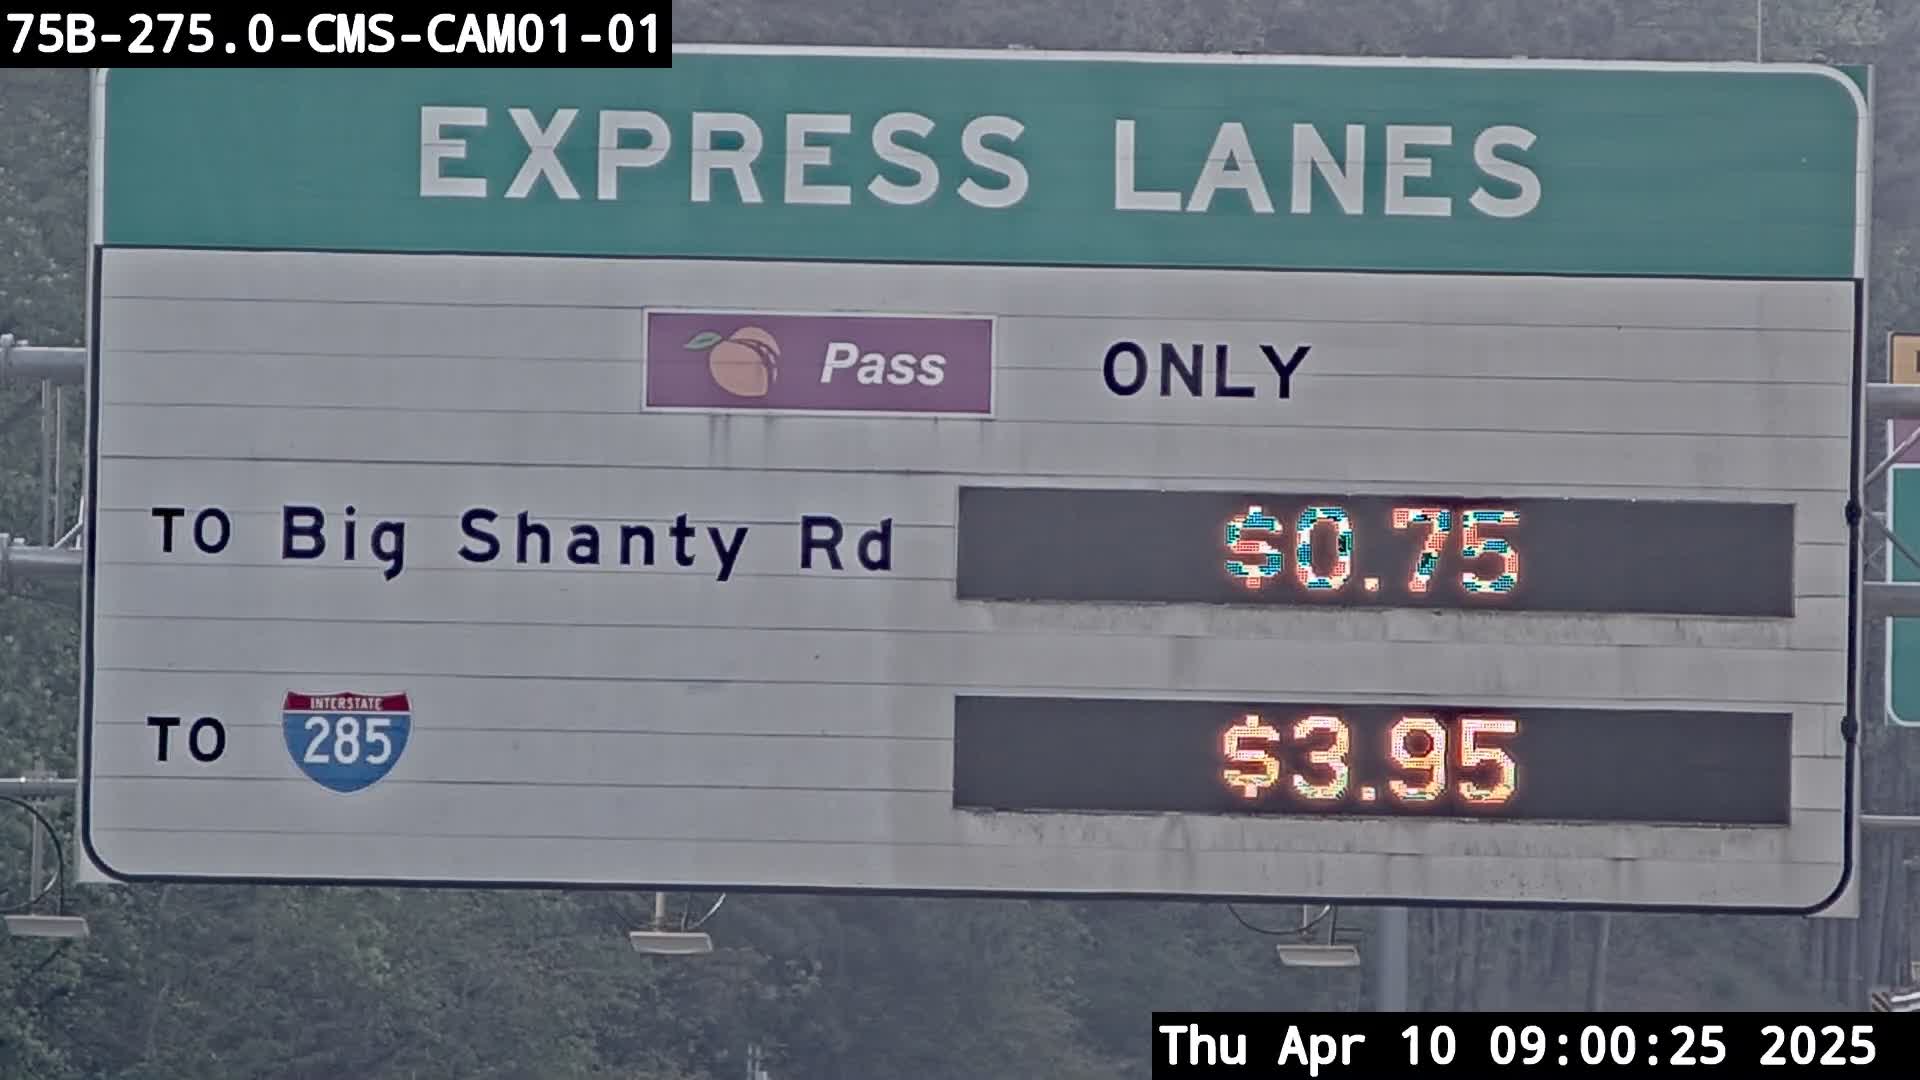 75B-275.0-CMS-CAM01-01
EXPRESS LANES
Pass ONLY
TO Big Shanty Rd $0.75
TO INTERSTATE 285 $3.95
Thu Apr 10 09:00:25 2025